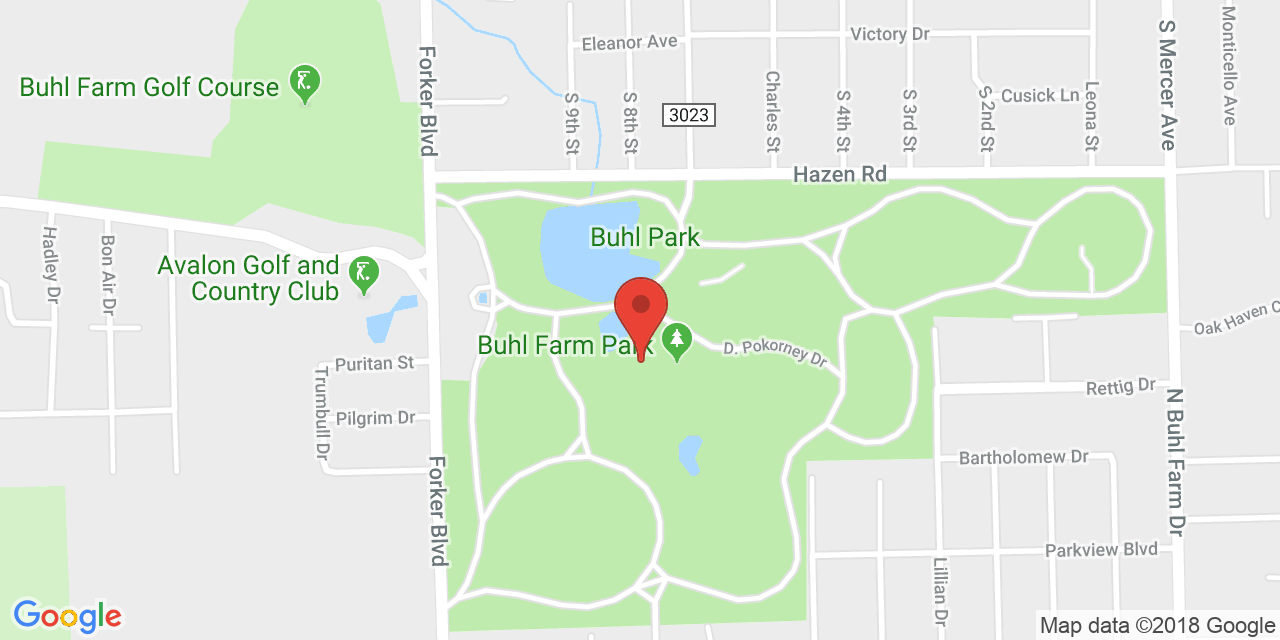 Eleanor Ave
Victory Dr
Buhl Farm Golf Course
Forker Blvd
S 9th St
S 8th St
3023
Charles St
S 4th St
S 3rd St
S 2nd St
Cusick Ln
Leona St
S Mercer Ave
Monticello Ave
Hazen Rd
Hadley Dr
Bon Air Dr
Avalon Golf and
Country Club
Buhl Park
Buhl Farm Park
D. Pokorney Dr
Oak Haven C
Puritan St
Trumbull Dr
Pilgrim Dr
Rettig Dr
N Buhl Farm Dr
Bartholomew Dr
Forker Blvd
Parkview Blvd
Lillian Dr
Google
Map data ©2018 Google